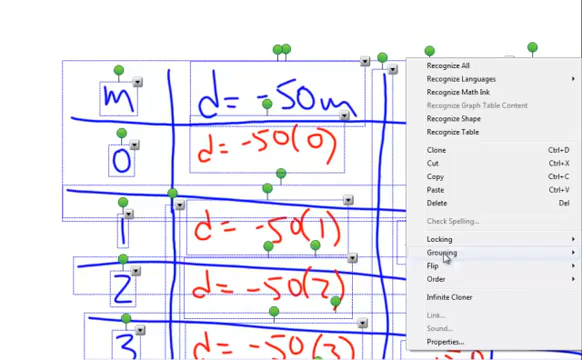 m d = -50m
0 d = -50(0)
1 d = -50(1)
2 d = -50(2)
3 d = -50(3)
Recognize All
Recognize Languages
Recognize Math Ink
Recognize Graph Table Content
Recognize Shape
Recognize Table
Clone Ctrl+D
Cut Ctrl+X
Copy Ctrl+C
Paste Ctrl+V
Delete Del
Check Spelling...
Locking
Grouping
Flip
Order
Infinite Cloner
Link...
Sound...
Properties...